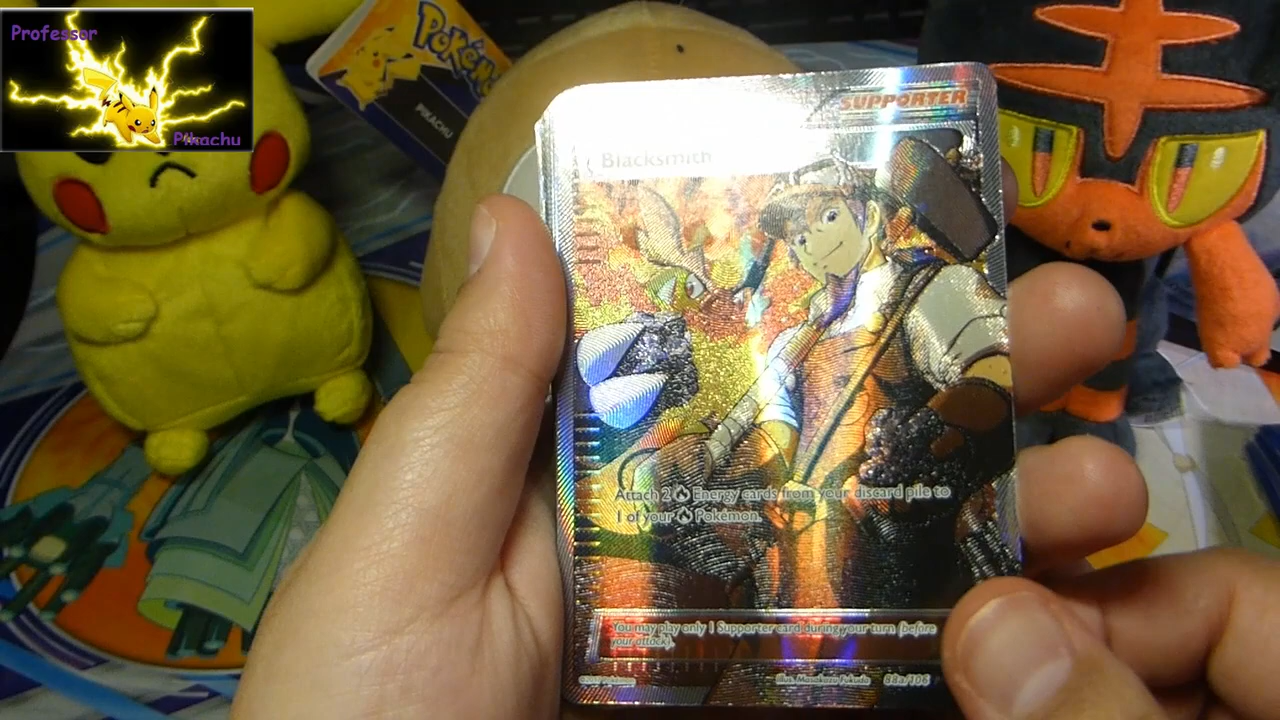 Professor
Pikachu
POKéMON
PIKACHU
SUPPORTER
Blacksmith
Attach 2 Energy cards from your discard pile to
1 of your Pokémon.
You may play only 1 Supporter card during your turn (before
your attack).
Illus. Masakazu Fukuda 88a/106